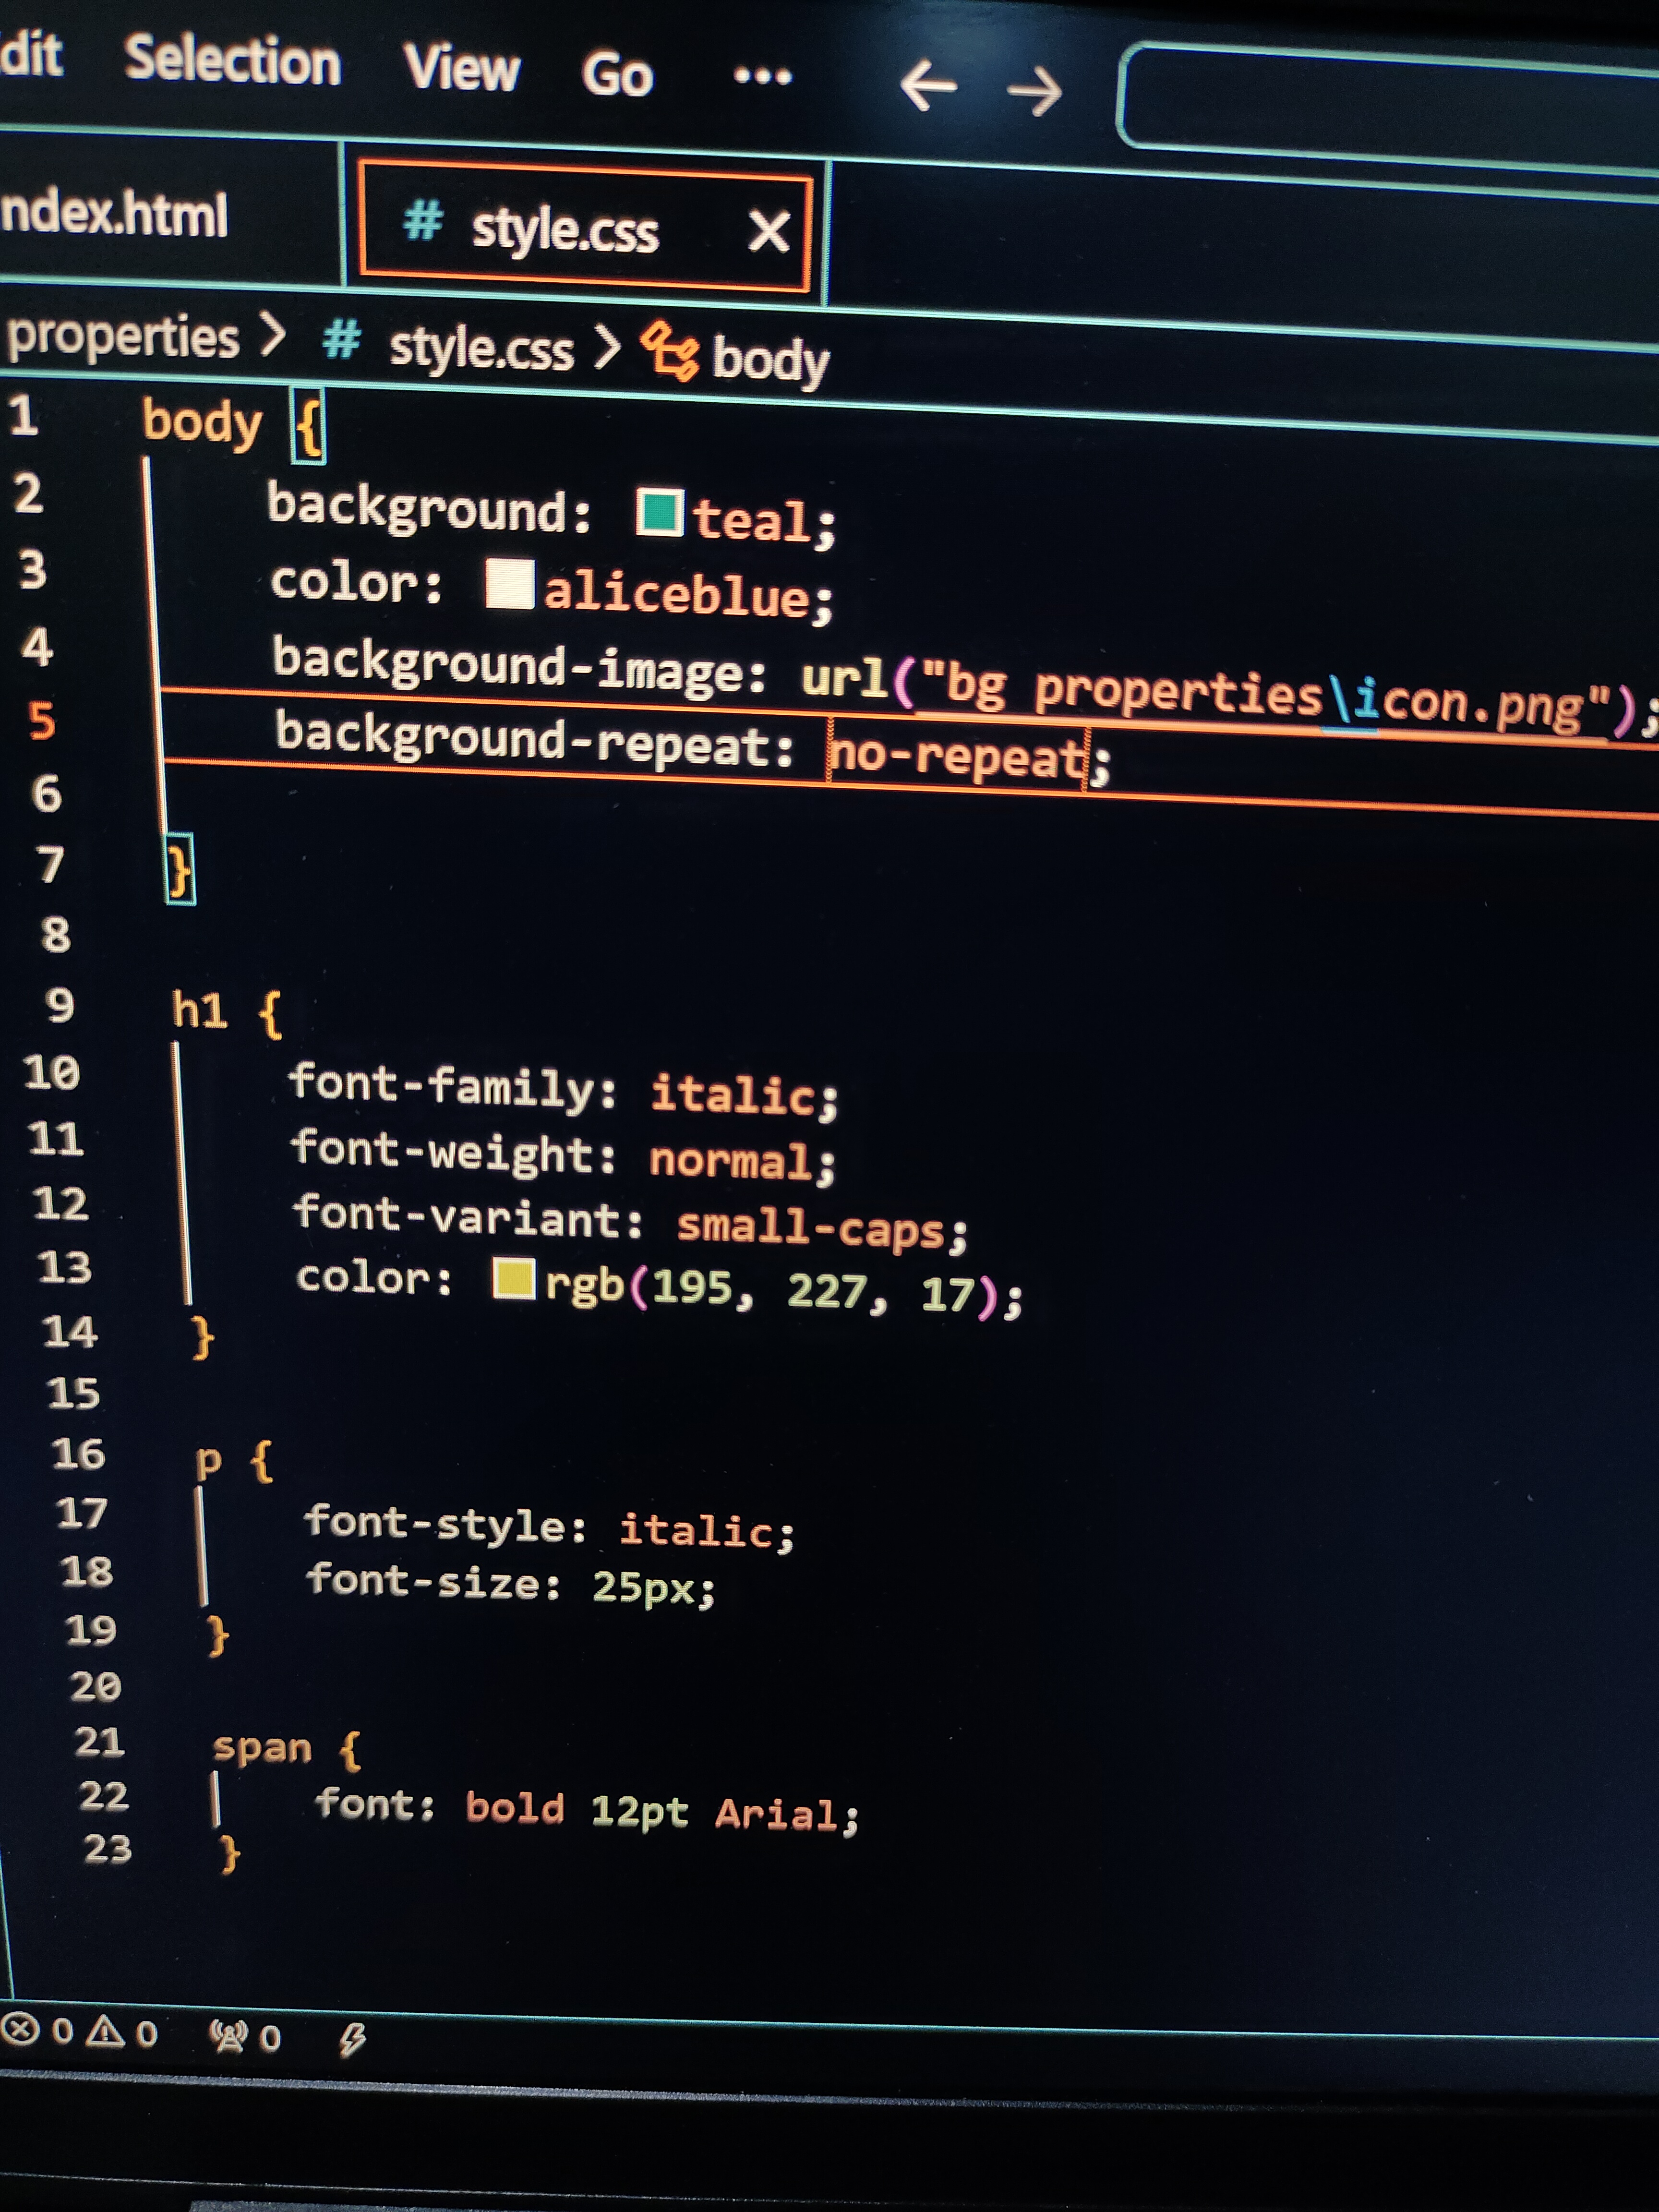 dit Selection View Go ...
ndex.html # style.css
properties > # style.css > body
1 body {
2 background: teal;
3 color: aliceblue;
4 background-image: url("bg properties\icon.png");
5 background-repeat: no-repeat;
6
7 }
8
9 h1 {
10 font-family: italic;
11 font-weight: normal;
12 font-variant: small-caps;
13 color: rgb(195, 227, 17);
14 }
15
16 p {
17 font-style: italic;
18 font-size: 25px;
19 }
20
21 span {
22 font: bold 12pt Arial;
23 }
0 0 0